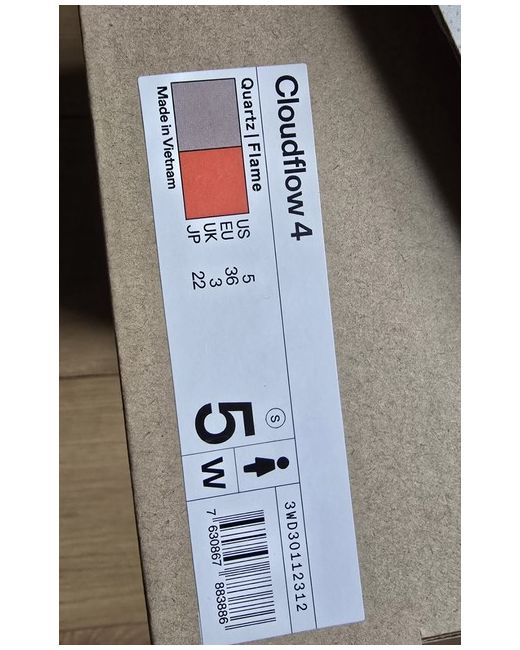 Cloudflow 4
Quartz | Flame
Made in Vietnam
US 5
EU 36
UK 3
JP 22
S
5
W
3WD30112312
7 630867 883886